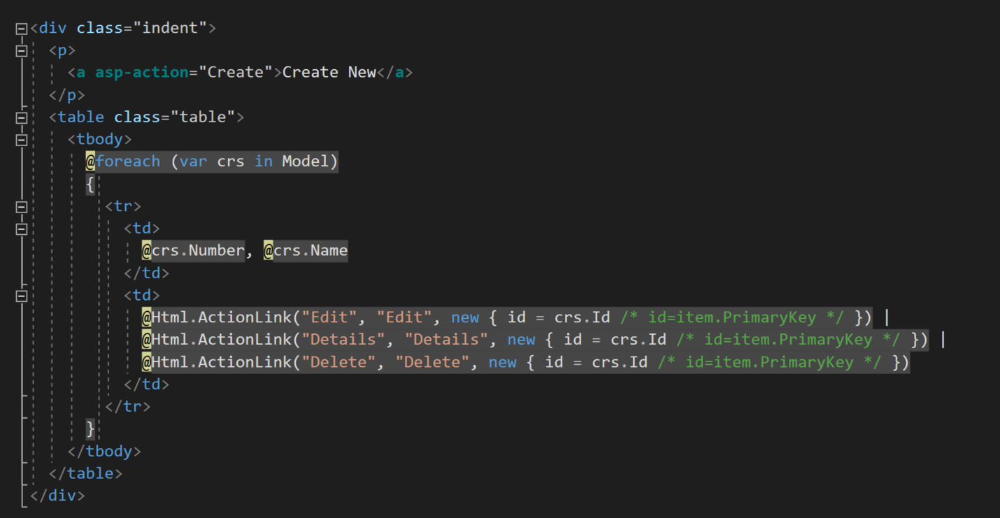 <div class="indent">
<p>
<a asp-action="Create">Create New</a>
</p>
<table class="table">
<tbody>
@foreach (var crs in Model)
{
<tr>
<td>
@crs.Number, @crs.Name
</td>
<td>
@Html.ActionLink("Edit", "Edit", new { id = crs.Id /* id=item.PrimaryKey */ }) |
@Html.ActionLink("Details", "Details", new { id = crs.Id /* id=item.PrimaryKey */ }) |
@Html.ActionLink("Delete", "Delete", new { id = crs.Id /* id=item.PrimaryKey */ })
</td>
</tr>
}
</tbody>
</table>
</div>